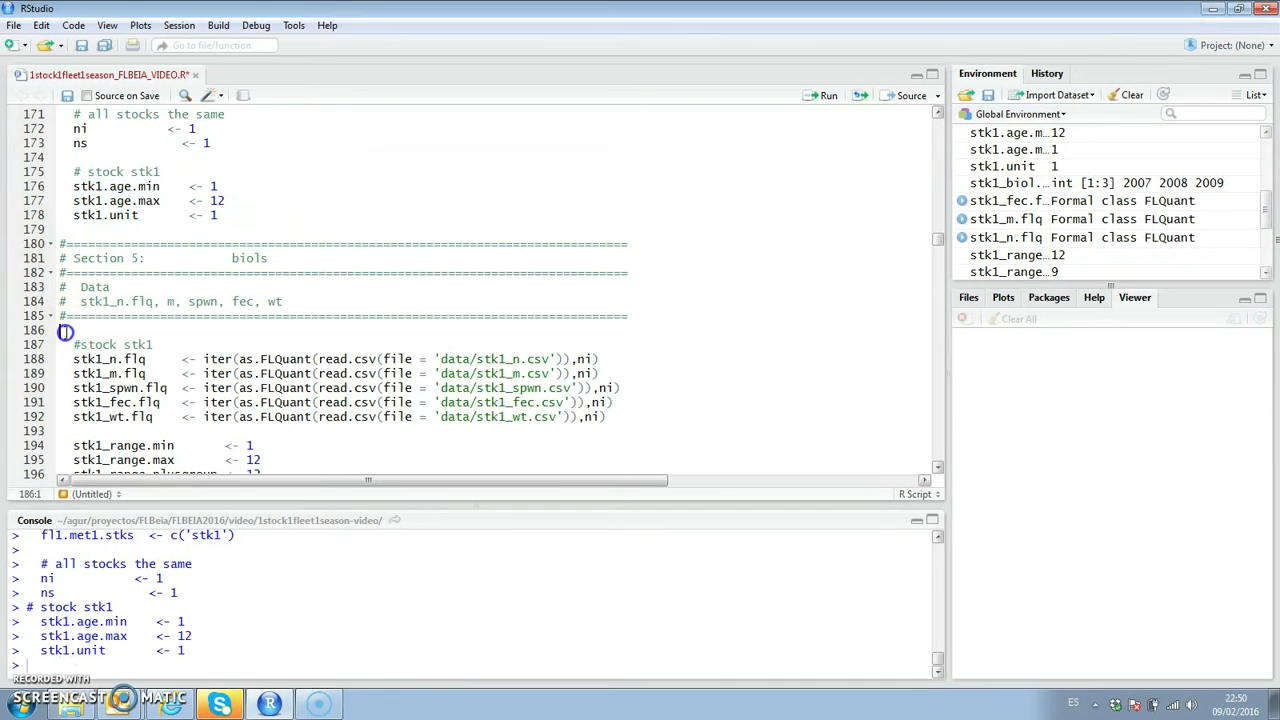 RStudio
File Edit Code View Plots Session Build Debug Tools Help
Go to file/function
Project: (None)
1stock1fleet1season_FLBEIA_VIDEO.R*
Source on Save
Run
Source
171 # all stocks the same
172 ni <- 1
173 ns <- 1
174
175 # stock stk1
176 stk1.age.min <- 1
177 stk1.age.max <- 12
178 stk1.unit <- 1
179
180 #==============================================================================
181 # Section 5: biols
182 #==============================================================================
183 # Data
184 # stk1_n.flq, m, spwn, fec, wt
185 #==============================================================================
186
187 #stock stk1
188 stk1_n.flq <- iter(as.FLQuant(read.csv(file = 'data/stk1_n.csv')),ni)
189 stk1_m.flq <- iter(as.FLQuant(read.csv(file = 'data/stk1_m.csv')),ni)
190 stk1_spwn.flq <- iter(as.FLQuant(read.csv(file = 'data/stk1_spwn.csv')),ni)
191 stk1_fec.flq <- iter(as.FLQuant(read.csv(file = 'data/stk1_fec.csv')),ni)
192 stk1_wt.flq <- iter(as.FLQuant(read.csv(file = 'data/stk1_wt.csv')),ni)
193
194 stk1_range.min <- 1
195 stk1_range.max <- 12
196 stk1_range.plusgroup <- 12
186:1 (Untitled) R Script
Console ~/agur/proyectos/FLBeia/FLBEIA2016/video/1stock1fleet1season-video/
> fl1.met1.stks <- c('stk1')
>
> # all stocks the same
> ni <- 1
> ns <- 1
> # stock stk1
> stk1.age.min <- 1
> stk1.age.max <- 12
> stk1.unit <- 1
>
Environment History
Import Dataset Clear List
Global Environment
stk1.age.m… 12
stk1.age.m… 1
stk1.unit 1
stk1_biol.… int [1:3] 2007 2008 2009
stk1_fec.f… Formal class FLQuant
stk1_m.flq Formal class FLQuant
stk1_n.flq Formal class FLQuant
stk1_range… 12
stk1_range… 9
Files Plots Packages Help Viewer
Clear All
RECORDED WITH
SCREENCAST MATIC
ES
22:50
09/02/2016